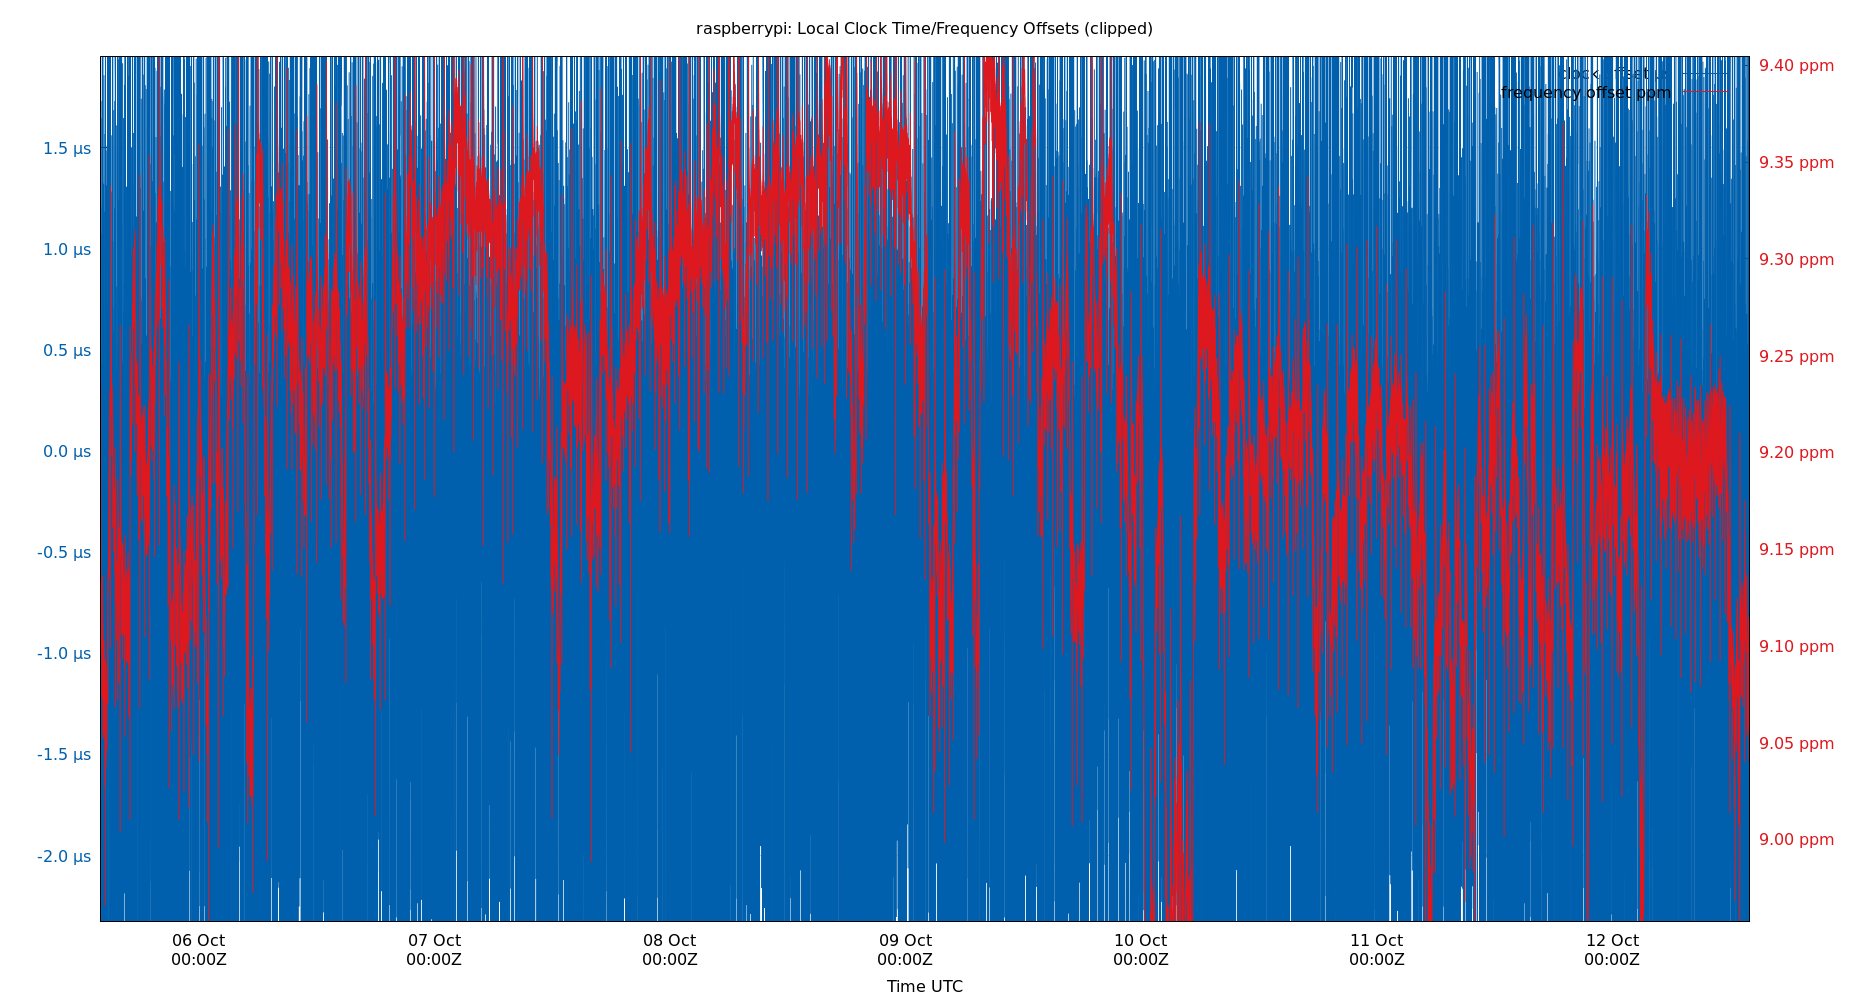 raspberrypi: Local Clock Time/Frequency Offsets (clipped)
9.40 ppm
frequency offset ppm
1.5 µs
9.35 ppm
1.0 µs
9.30 ppm
0.5 µs
9.25 ppm
0.0 µs
9.20 ppm
-0.5 µs
9.15 ppm
-1.0 µs
9.10 ppm
-1.5 µs
9.05 ppm
-2.0 µs
9.00 ppm
06 Oct 07 Oct 08 Oct 09 Oct 10 Oct 11 Oct 12 Oct
00:00Z 00:00Z 00:00Z 00:00Z 00:00Z 00:00Z 00:00Z
Time UTC